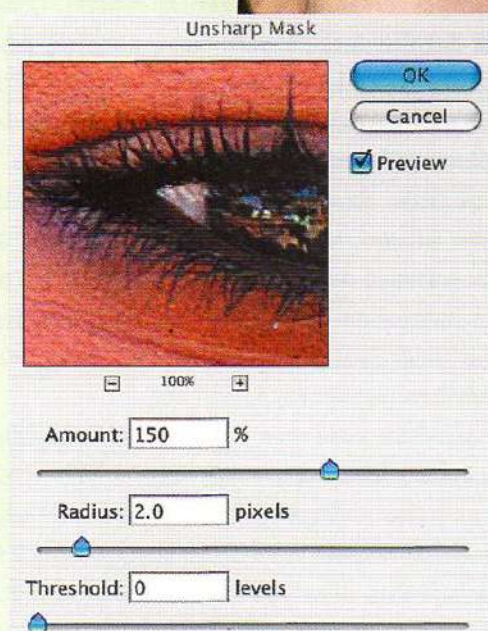 Unsharp Mask
OK
Cancel
Preview
100%
Amount: 150 %
Radius: 2.0 pixels
Threshold: 0 levels